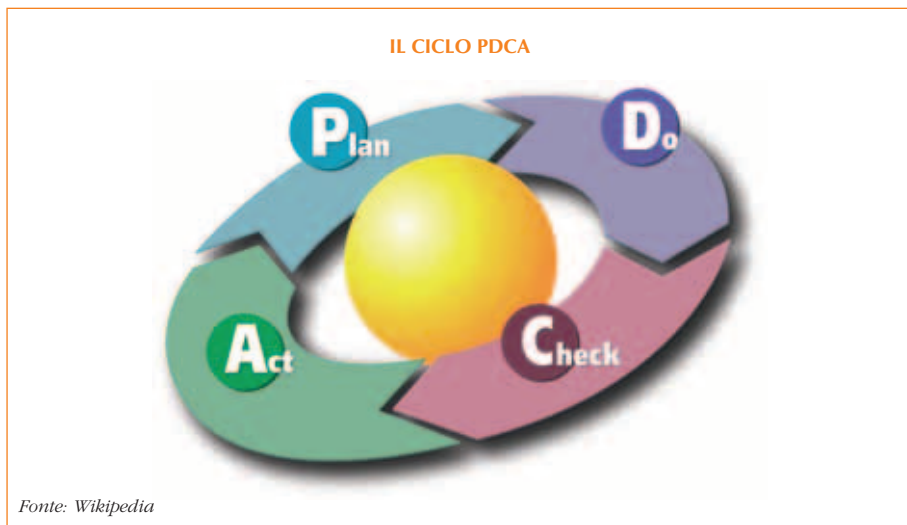 IL CICLO PDCA
Plan
Do
Check
Act
Fonte: Wikipedia